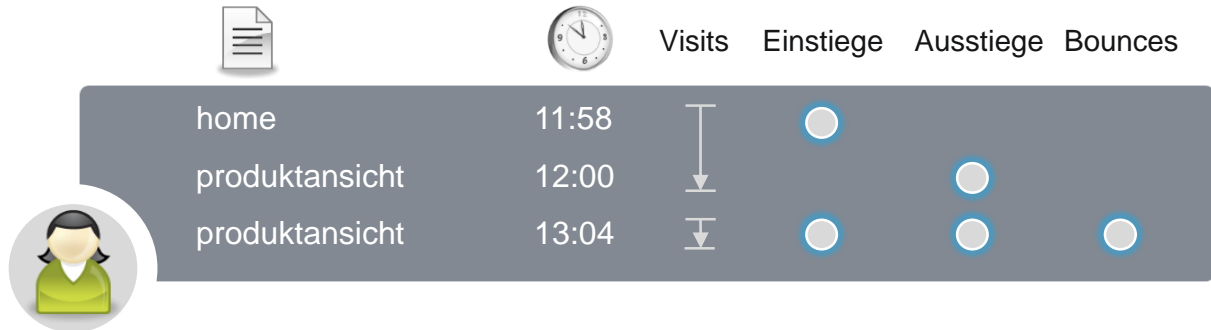 Visits Einstiege Ausstiege Bounces
home 11:58
produktansicht 12:00
produktansicht 13:04